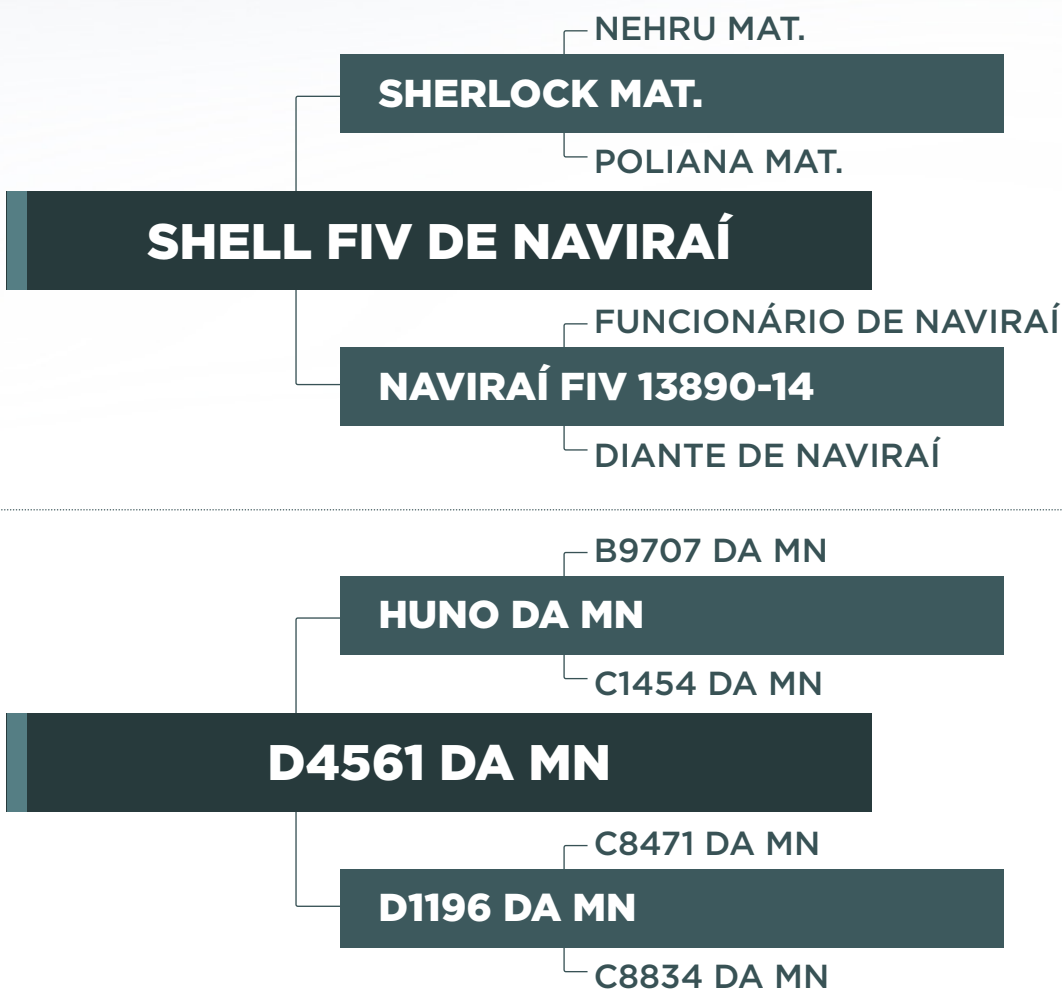 NEHRU MAT.
SHERLOCK MAT.
POLIANA MAT.
SHELL FIV DE NAVIRAÍ
FUNCIONÁRIO DE NAVIRAÍ
NAVIRAÍ FIV 13890-14
DIANTE DE NAVIRAÍ
B9707 DA MN
HUNO DA MN
C1454 DA MN
D4561 DA MN
C8471 DA MN
D1196 DA MN
C8834 DA MN